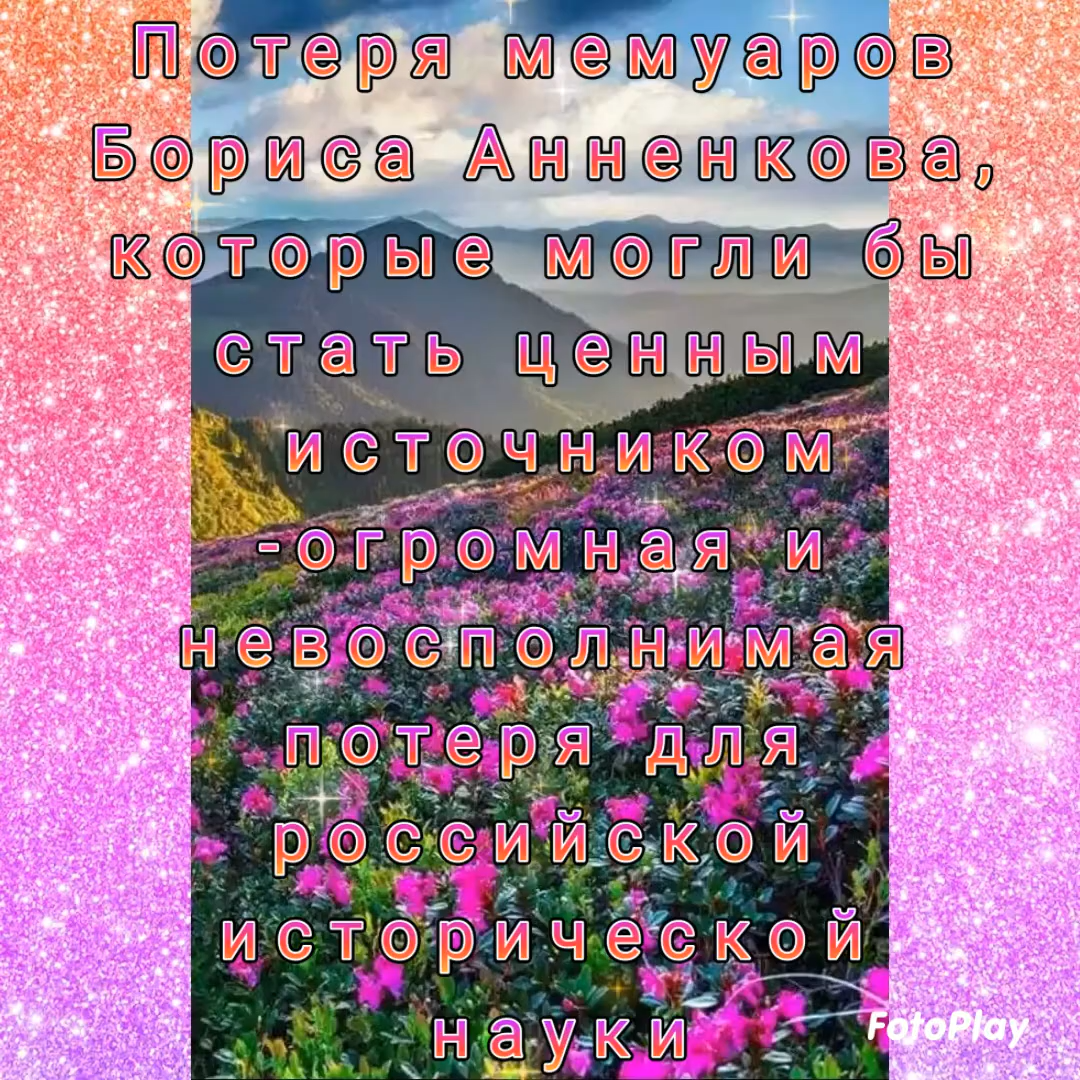 Потеря мемуаров
Бориса Анненкова,
которые могли бы
стать ценным
источником
-огромная и
невосполнимая
потеря для
российской
исторической
науки
FotoPlay